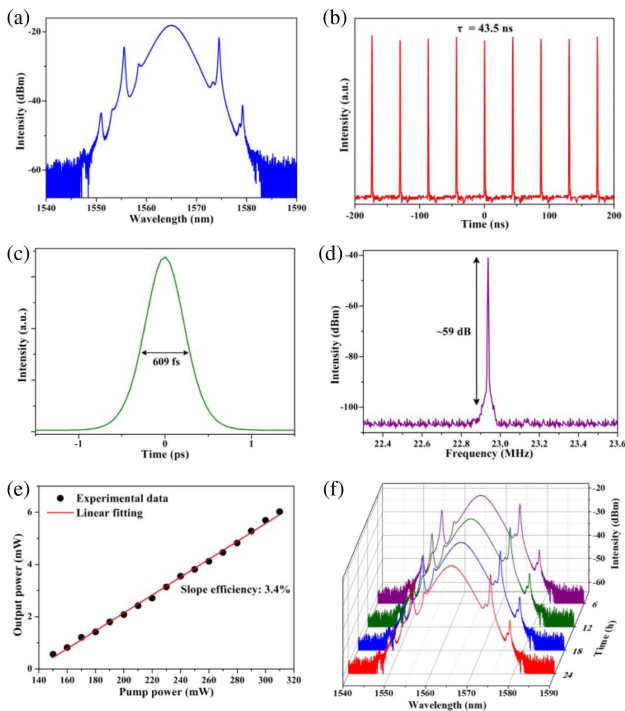 (a)
-20
-40
-60
Intensity (dBm)
1540 1550 1560 1570 1580 1590
Wavelength (nm)
(b)
τ = 43.5 ns
Intensity (a.u.)
-200 -100 0 100 200
Time (ns)
(c)
609 fs
Intensity (a.u.)
-1 0 1
Time (ps)
(d)
-40
-60
-80
-100
~59 dB
Intensity (dBm)
22.4 22.6 22.8 23.0 23.2 23.4 23.6
Frequency (MHz)
(e)
Experimental data
Linear fitting
Slope efficiency: 3.4%
6
4
2
0
Output power (mW)
140 160 180 200 220 240 260 280 300 320
Pump power (mW)
(f)
-20
-30
-40
-50
-60
Intensity (dBm)
6
12
18
24
Time (h)
1540 1550 1560 1570 1580 1590
Wavelength (nm)